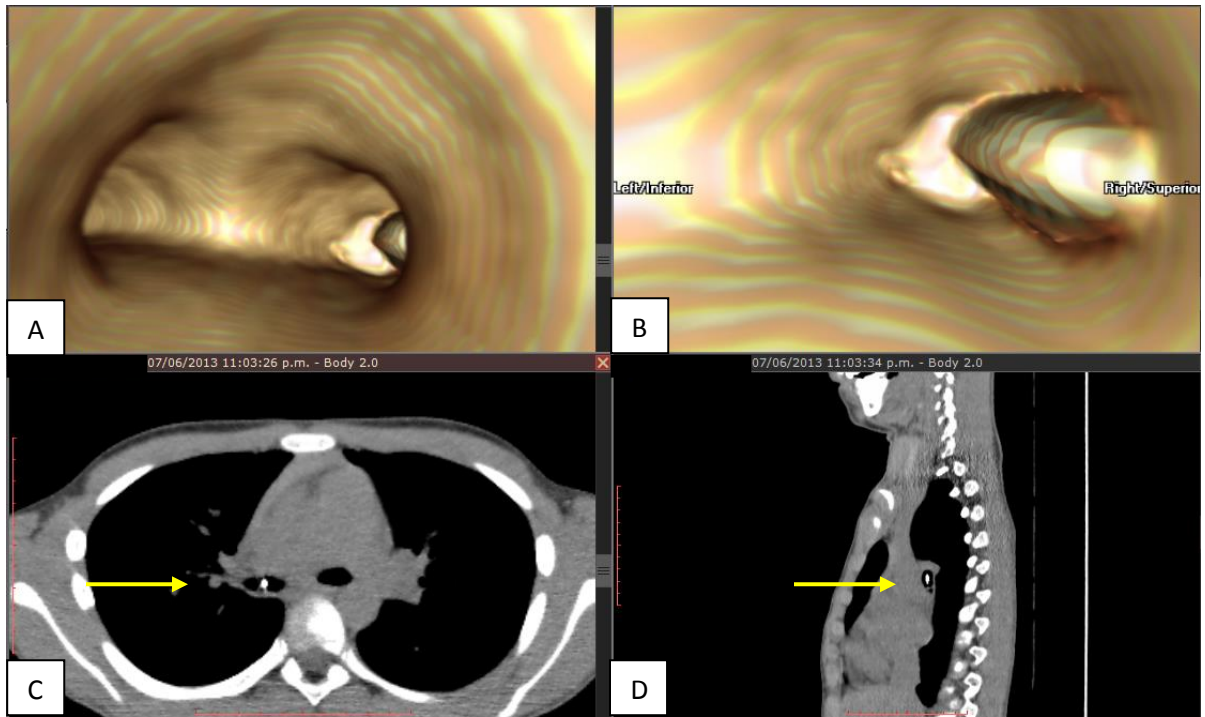 Left/Inferior
Right/Superior
A
B
07/06/2013 11:03:26 p.m. - Body 2.0
07/06/2013 11:03:34 p.m. - Body 2.0
C
D